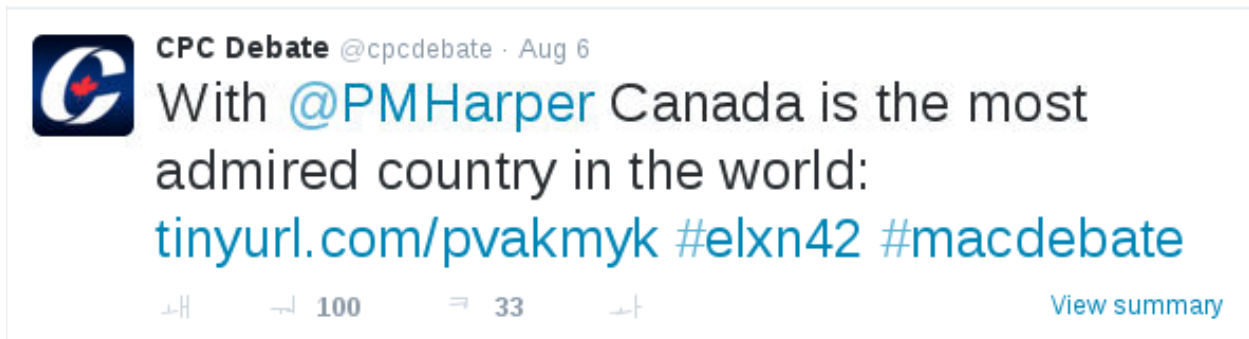 CPC Debate @cpcdebate · Aug 6
With @PMHarper Canada is the most
admired country in the world:
tinyurl.com/pvakmyk #elxn42 #macdebate
ㅙ ㅝ 100 ㅋ 33 ㅘ View summary